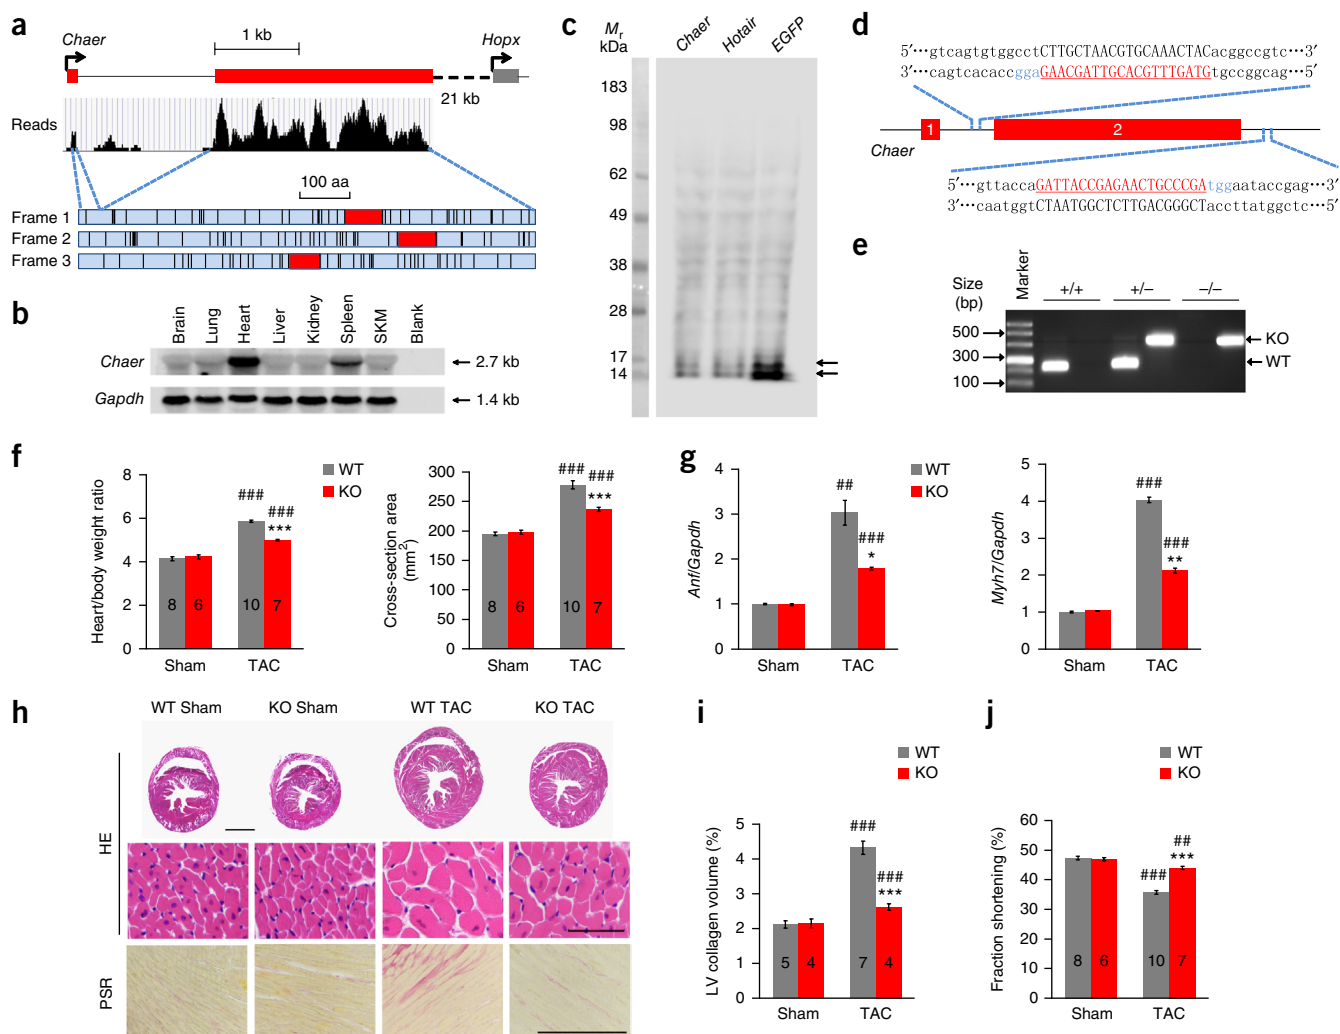 a
Chaer
1 kb
Hopx
21 kb
Reads
100 aa
Frame 1
Frame 2
Frame 3
b
Brain
Lung
Heart
Liver
Kidney
Spleen
SKM
Blank
Chaer
2.7 kb
Gapdh
1.4 kb
c
Mr
kDa
Chaer
Hotair
EGFP
183
98
62
49
38
28
17
14
d
5′···gtcagtgtggcctCTTGCTAACGTGCAAACTACacggccgtc···3′
3′···cagtcacaccggaGAACGATTGCACGTTTGATGtgccggcag···5′
1
2
Chaer
5′···gttaccaGATTACCGAGAACTGCCCGAtggaataccgag···3′
3′···caatggtCTAATGGCTCTTGACGGGCTaccttatggctc···5′
e
Size
(bp)
Marker
+/+
+/−
−/−
500
300
100
KO
WT
f
WT
KO
Heart/body weight ratio
8
6
4
2
0
###
###
***
8
6
10
7
Sham
TAC
Cross-section area
(mm2)
300
250
200
150
100
50
0
###
###
***
8
6
10
7
Sham
TAC
g
WT
KO
Anf/Gapdh
4
3
2
1
0
##
###
*
Sham
TAC
Myh7/Gapdh
5
4
3
2
1
0
###
###
**
Sham
TAC
h
WT Sham
KO Sham
WT TAC
KO TAC
HE
PSR
i
WT
KO
LV collagen volume (%)
5
4
3
2
1
0
###
###
***
5
4
7
4
Sham
TAC
j
WT
KO
Fraction shortening (%)
60
50
40
30
20
10
0
###
##
***
8
6
10
7
Sham
TAC